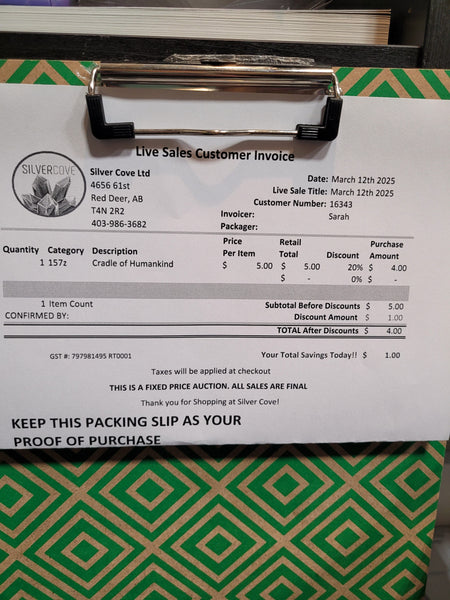 Live Sales Customer Invoice
SILVERCOVE
Silver Cove Ltd
4656 61st
Red Deer, AB
T4N 2R2
403-986-3682
Date: March 12th 2025
Live Sale Title: March 12th 2025
Customer Number: 16343
Invoicer: Sarah
Packager:
Quantity Category Description Price Per Item Retail Total Discount Purchase Amount
1 157z Cradle of Humankind $ 5.00 $ 5.00 20% $ 4.00
$ - 0% $ -
1 Item Count Subtotal Before Discounts $ 5.00
CONFIRMED BY: Discount Amount $ 1.00
TOTAL After Discounts $ 4.00
GST #: 797981495 RT0001 Your Total Savings Today!! $ 1.00
Taxes will be applied at checkout
THIS IS A FIXED PRICE AUCTION. ALL SALES ARE FINAL
Thank you for Shopping at Silver Cove!
KEEP THIS PACKING SLIP AS YOUR
PROOF OF PURCHASE